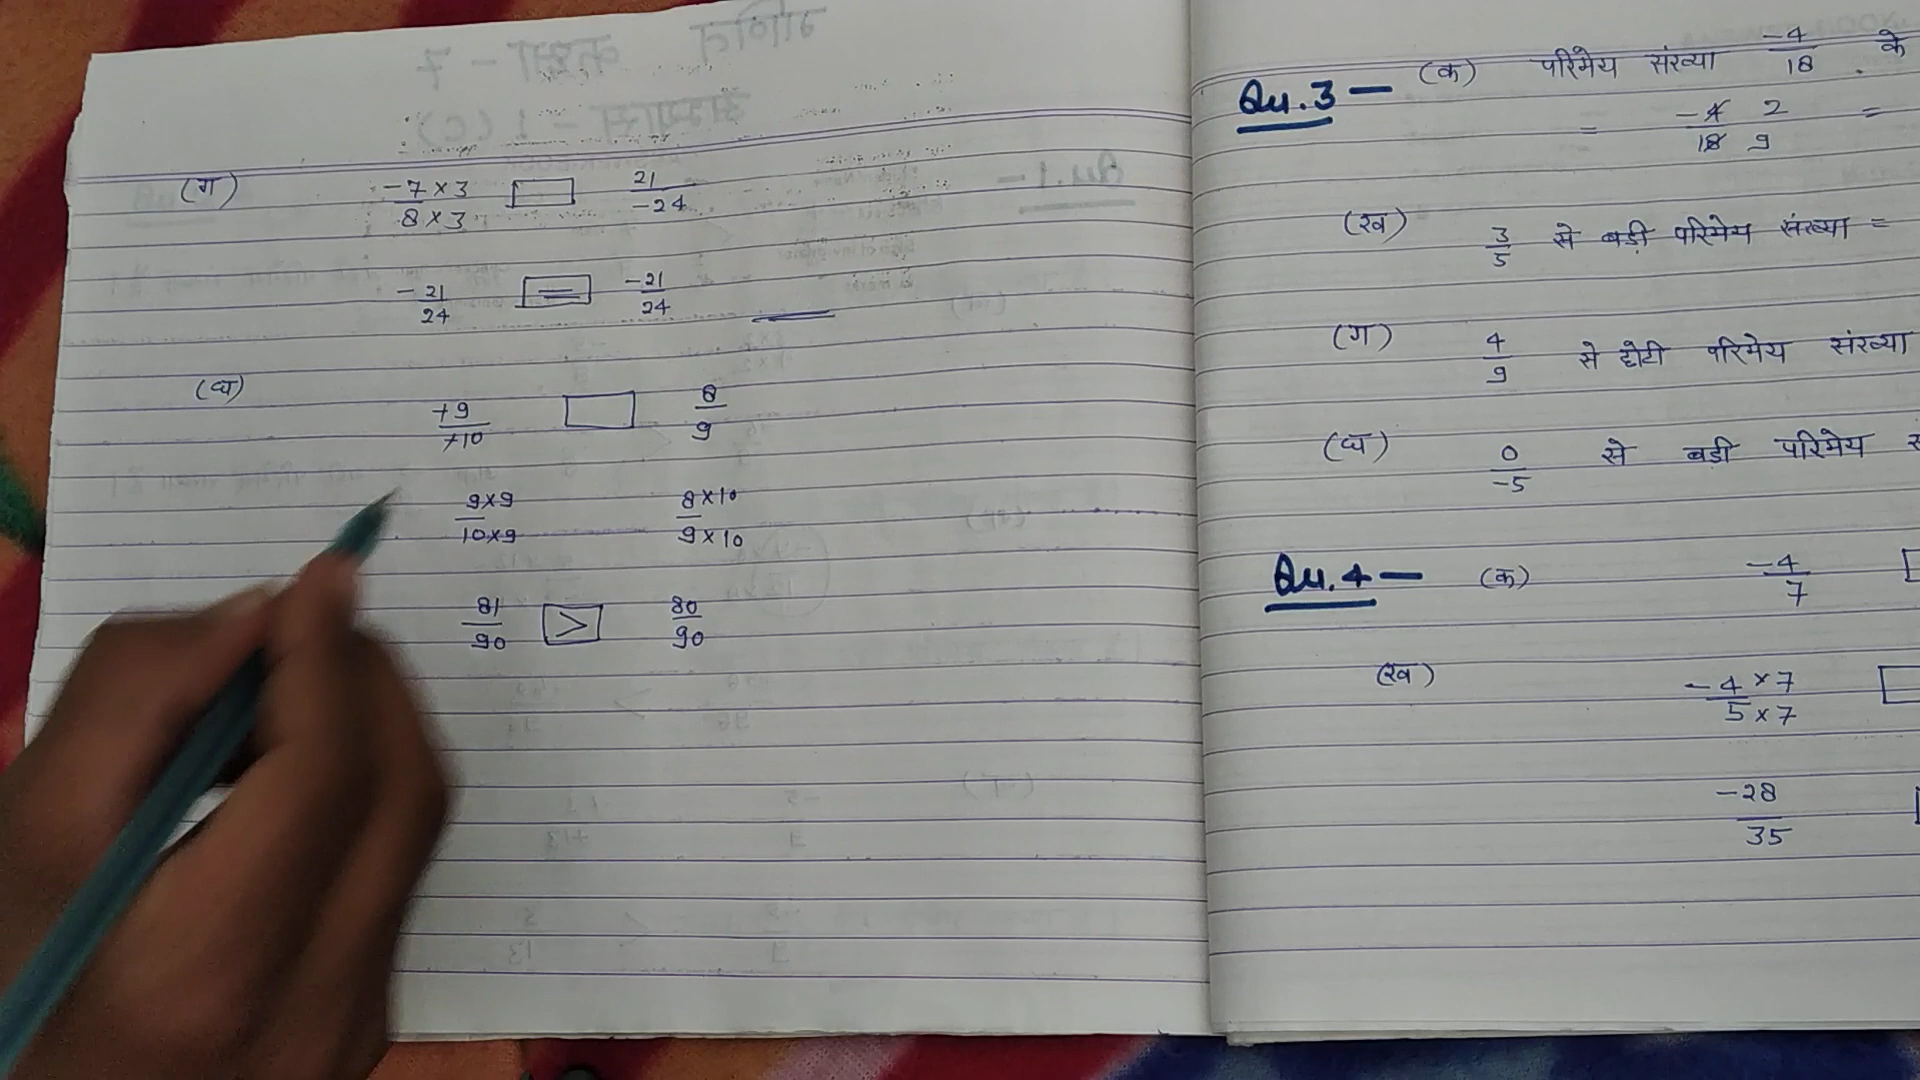 (ग) -7×3/8×3 □ 21/-24
-21/24 = -21/24
(घ) +9/+10 □ 8/9
9×9/10×9 8×10/9×10
81/90 > 80/90
Qu.3 — (क) परिमेय संख्या -4/18 के
= -4/18 2/9 =
(ख) 3/5 से बड़ी परिमेय संख्या =
(ग) 4/9 से छोटी परिमेय संख्या
(घ) 0/-5 से बड़ी परिमेय
Qu.4 — (क) -4/7
(ख) -4×7/5×7
-28/35